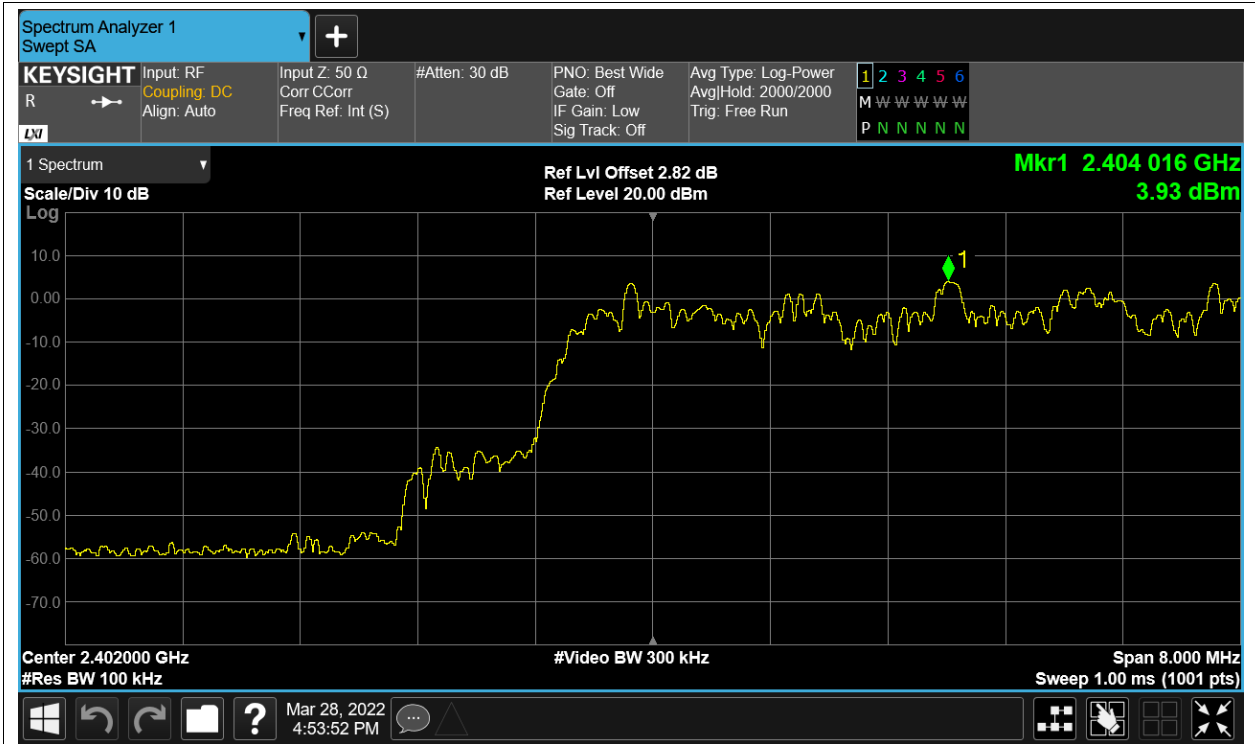 Spectrum Analyzer 1
Swept SA
+
KEYSIGHT
R
LXI
Input: RF
Coupling: DC
Align: Auto
Input Z: 50 Ω
Corr CCorr
Freq Ref: Int (S)
#Atten: 30 dB
PNO: Best Wide
Gate: Off
IF Gain: Low
Sig Track: Off
Avg Type: Log-Power
Avg|Hold: 2000/2000
Trig: Free Run
1 2 3 4 5 6
M W W W W W
P N N N N N
1 Spectrum
Scale/Div 10 dB
Log
Ref Lvl Offset 2.82 dB
Ref Level 20.00 dBm
Mkr1 2.404 016 GHz
3.93 dBm
1
10.0
0.00
-10.0
-20.0
-30.0
-40.0
-50.0
-60.0
-70.0
Center 2.402000 GHz
#Res BW 100 kHz
#Video BW 300 kHz
Span 8.000 MHz
Sweep 1.00 ms (1001 pts)
?
Mar 28, 2022
4:53:52 PM